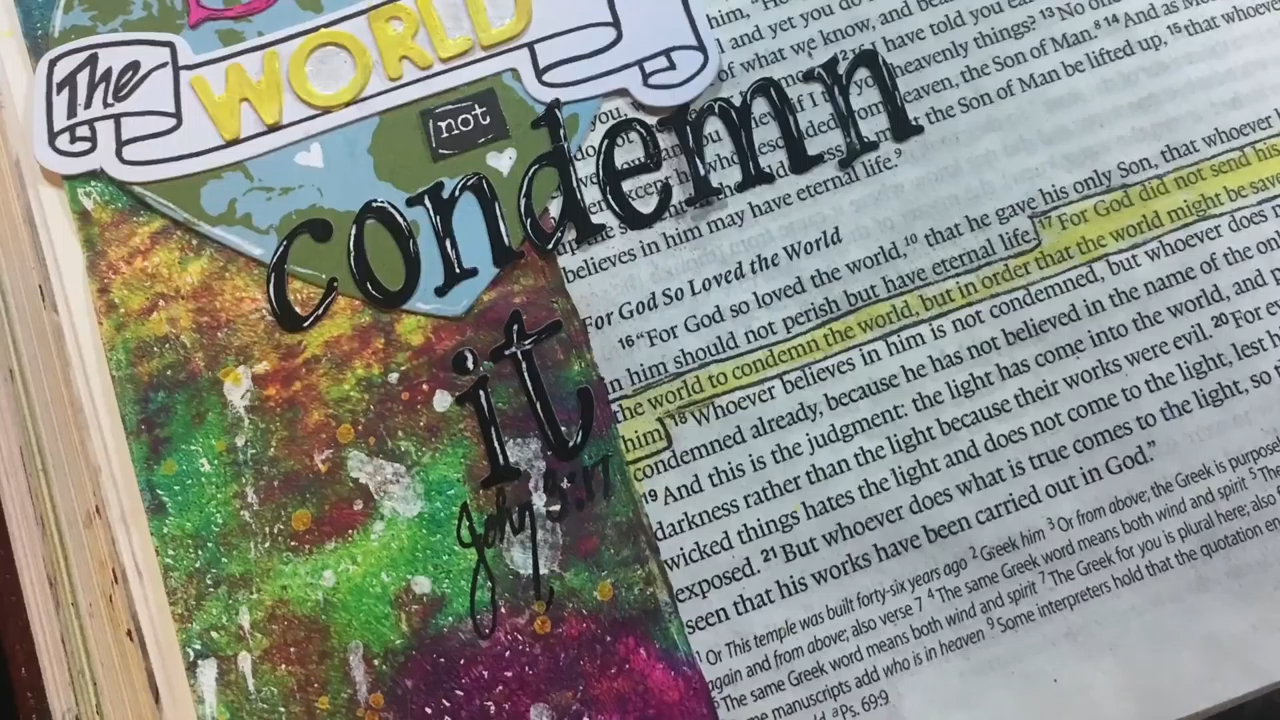 The WORLD
not
condemn
it
John 3:17
him,
and yet you do
of what we know, and
have told you
heavenly things? 13 No one
heaven, the Son of Man.8 14 And as
the Son of Man be lifted up, 15 that whoever
believes in him may have eternal life.9
For God So Loved the World
16 “For God so loved the world,10 that he gave his only Son, that whoever
in him should not perish but have eternal life. 17 For God did not send his
the world to condemn the world, but in order that the world might be saved
him. 18 Whoever believes in him is not condemned, but whoever does
condemned already, because he has not believed in the name of the
19 And this is the judgment: the light has come into the world, and
darkness rather than the light because their works were evil. 20 For
wicked things hates the light and does not come to the light, lest
exposed. 21 But whoever does what is true comes to the light, so
seen that his works have been carried out in God.”
1 Or This temple was built forty-six years ago 2 Greek him 3 Or from above; the Greek is
again and from above; also verse 7 4 The same Greek word means both wind and spirit 5
6 The same Greek word means both wind and spirit 7 The Greek for you is plural here; also
manuscripts add who is in heaven 9 Some interpreters hold that the quotation
a Ps. 69:9